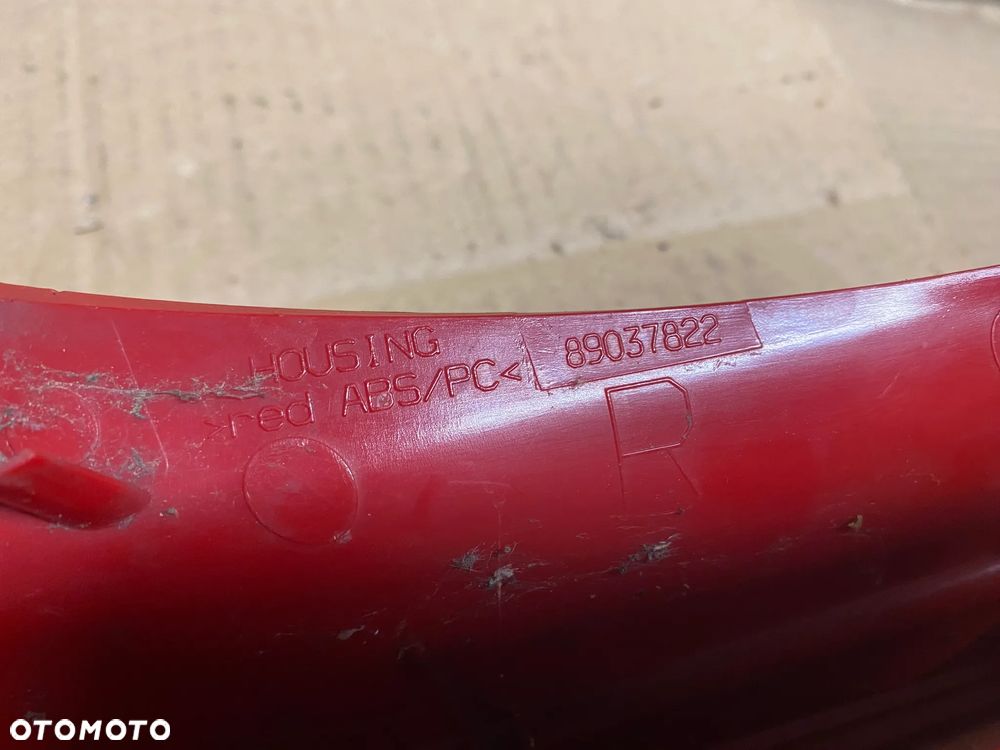 HOUSING
>red ABS/PC<
89037822
R
OTOMOTO